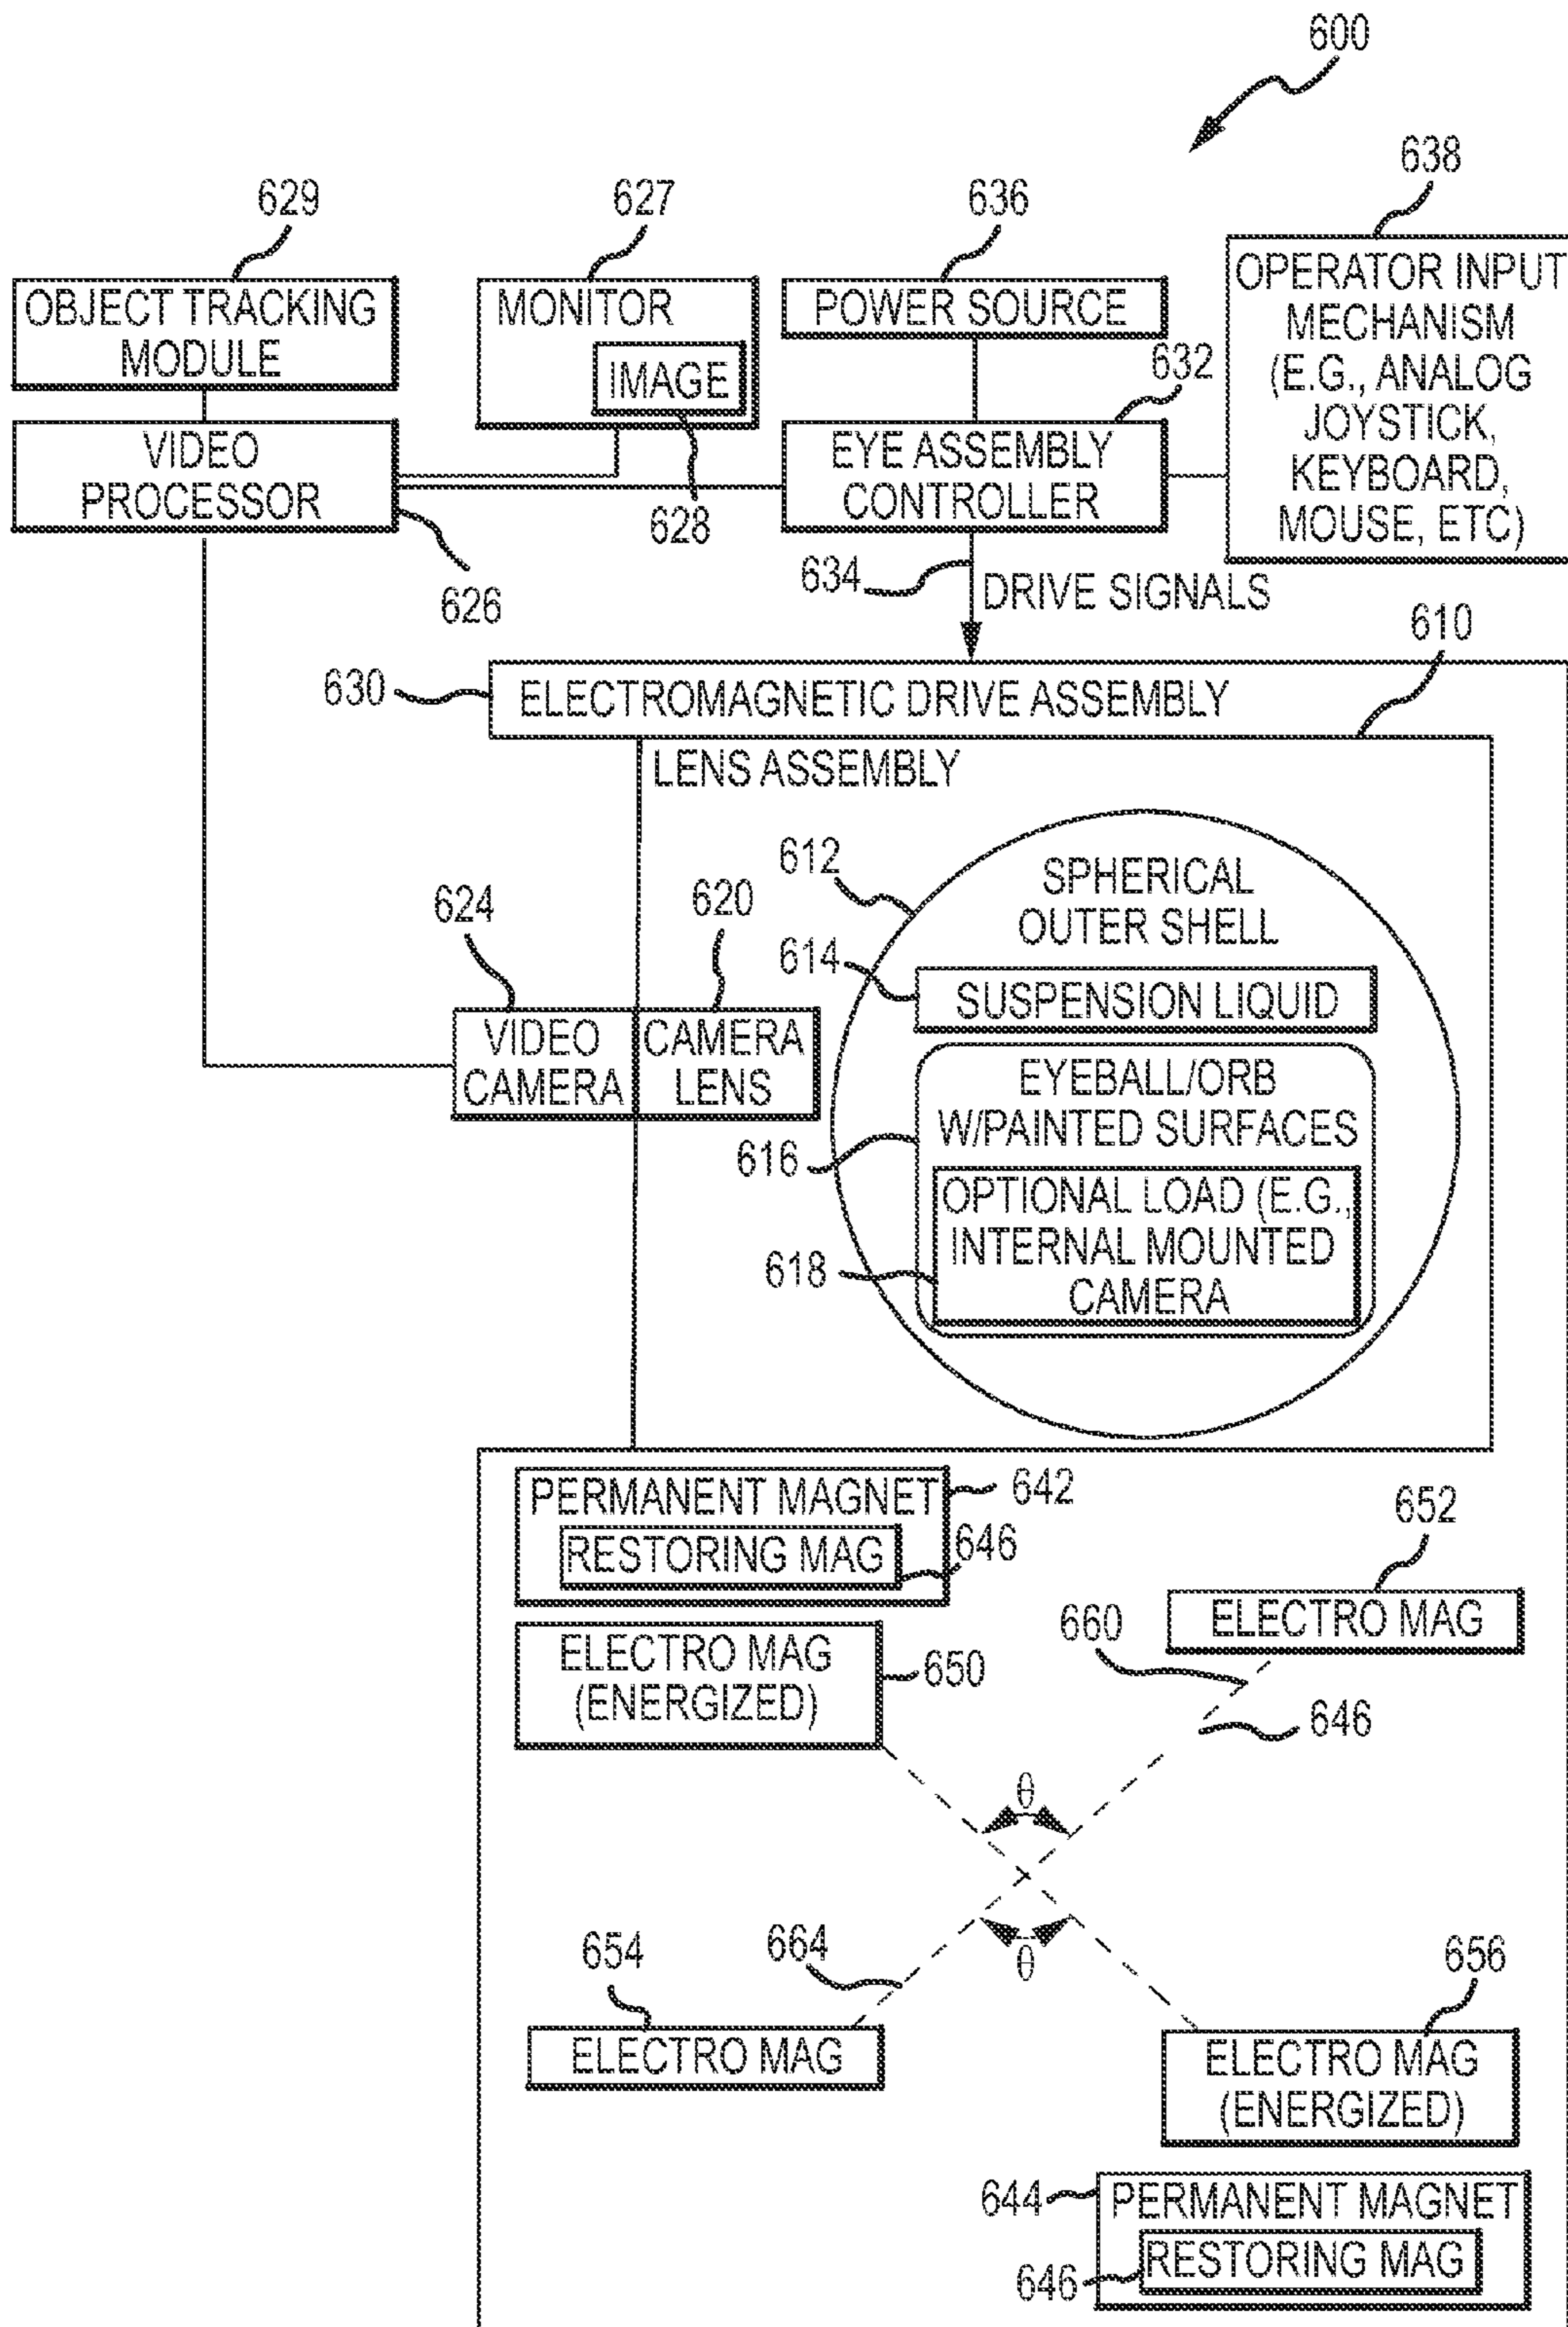 600
629
627
636
638
OBJECT TRACKING
MODULE
MONITOR
IMAGE
POWER SOURCE
632
OPERATOR INPUT
MECHANISM
(E.G., ANALOG
JOYSTICK,
KEYBOARD,
MOUSE, ETC)
VIDEO
PROCESSOR
EYE ASSEMBLY
CONTROLLER
628
626
634
DRIVE SIGNALS
610
630
ELECTROMAGNETIC DRIVE ASSEMBLY
LENS ASSEMBLY
612
SPHERICAL
OUTER SHELL
624
620
614
SUSPENSION LIQUID
VIDEO
CAMERA
CAMERA
LENS
EYEBALL/ORB
W/PAINTED SURFACES
616
OPTIONAL LOAD (E.G.,
INTERNAL MOUNTED
CAMERA
618
PERMANENT MAGNET
642
RESTORING MAG
646
652
ELECTRO MAG
(ENERGIZED)
650
660
ELECTRO MAG
646
θ
θ
654
664
656
ELECTRO MAG
ELECTRO MAG
(ENERGIZED)
644
PERMANENT MAGNET
RESTORING MAG
646